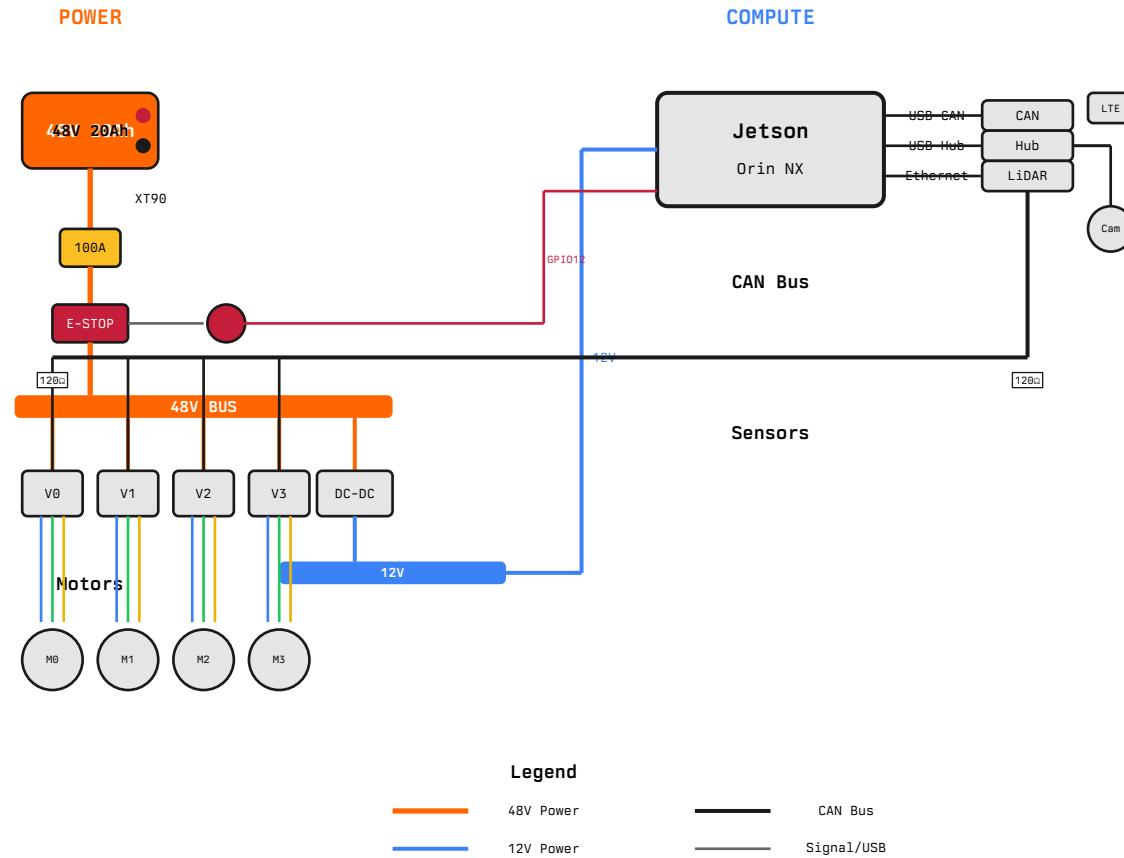 POWER
COMPUTE
48V 20Ah
XT90
100A
E-STOP
GPIO12
Jetson
Orin NX
USB CAN
USB Hub
Ethernet
CAN
Hub
LiDAR
LTE
Cam
CAN Bus
12V
120Ω
120Ω
48V BUS
Sensors
V0
V1
V2
V3
DC-DC
12V
Motors
M0
M1
M2
M3
Legend
48V Power
CAN Bus
12V Power
Signal/USB